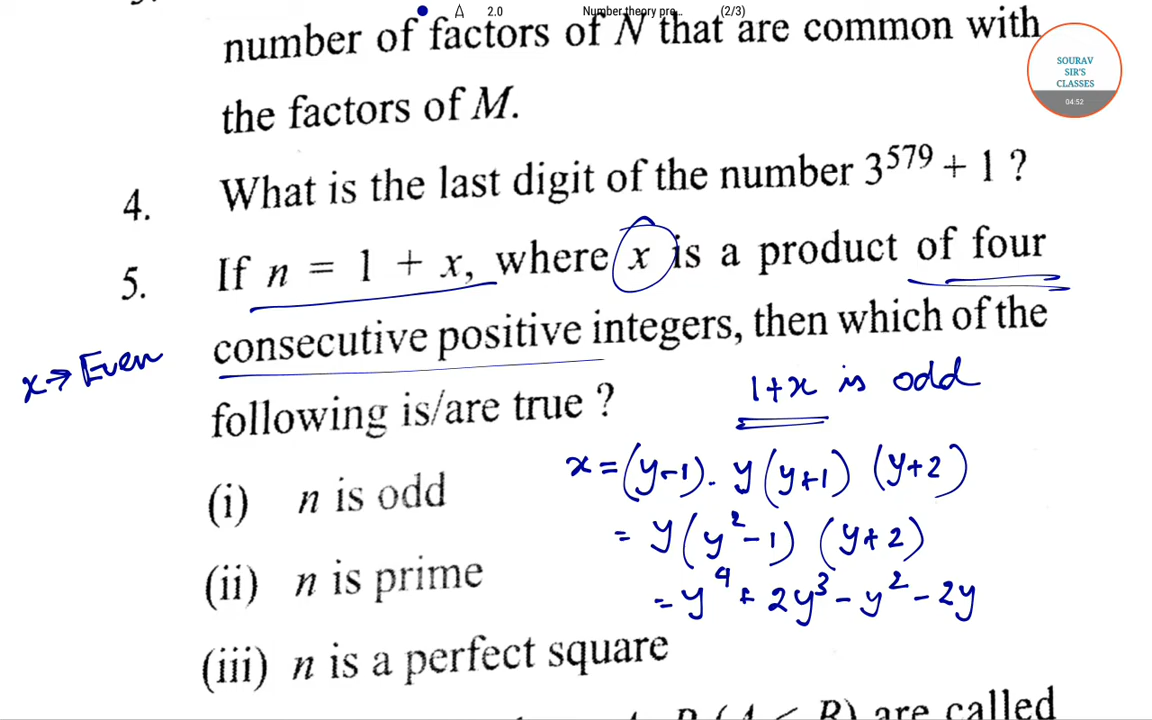 A 2.0 Number theory pre... (2/3)
number of factors of N that are common with
SOURAV
SIR'S
CLASSES
04:52
the factors of M.
4. What is the last digit of the number 3^579 + 1 ?
5. If n = 1 + x, where x is a product of four
consecutive positive integers, then which of the
x → Even
following is/are true ?
1+x is odd
(i) n is odd
x = (y-1). y(y+1) (y+2)
= y(y²-1) (y+2)
(ii) n is prime
= y⁴ + 2y³ - y² - 2y
(iii) n is a perfect square
are called